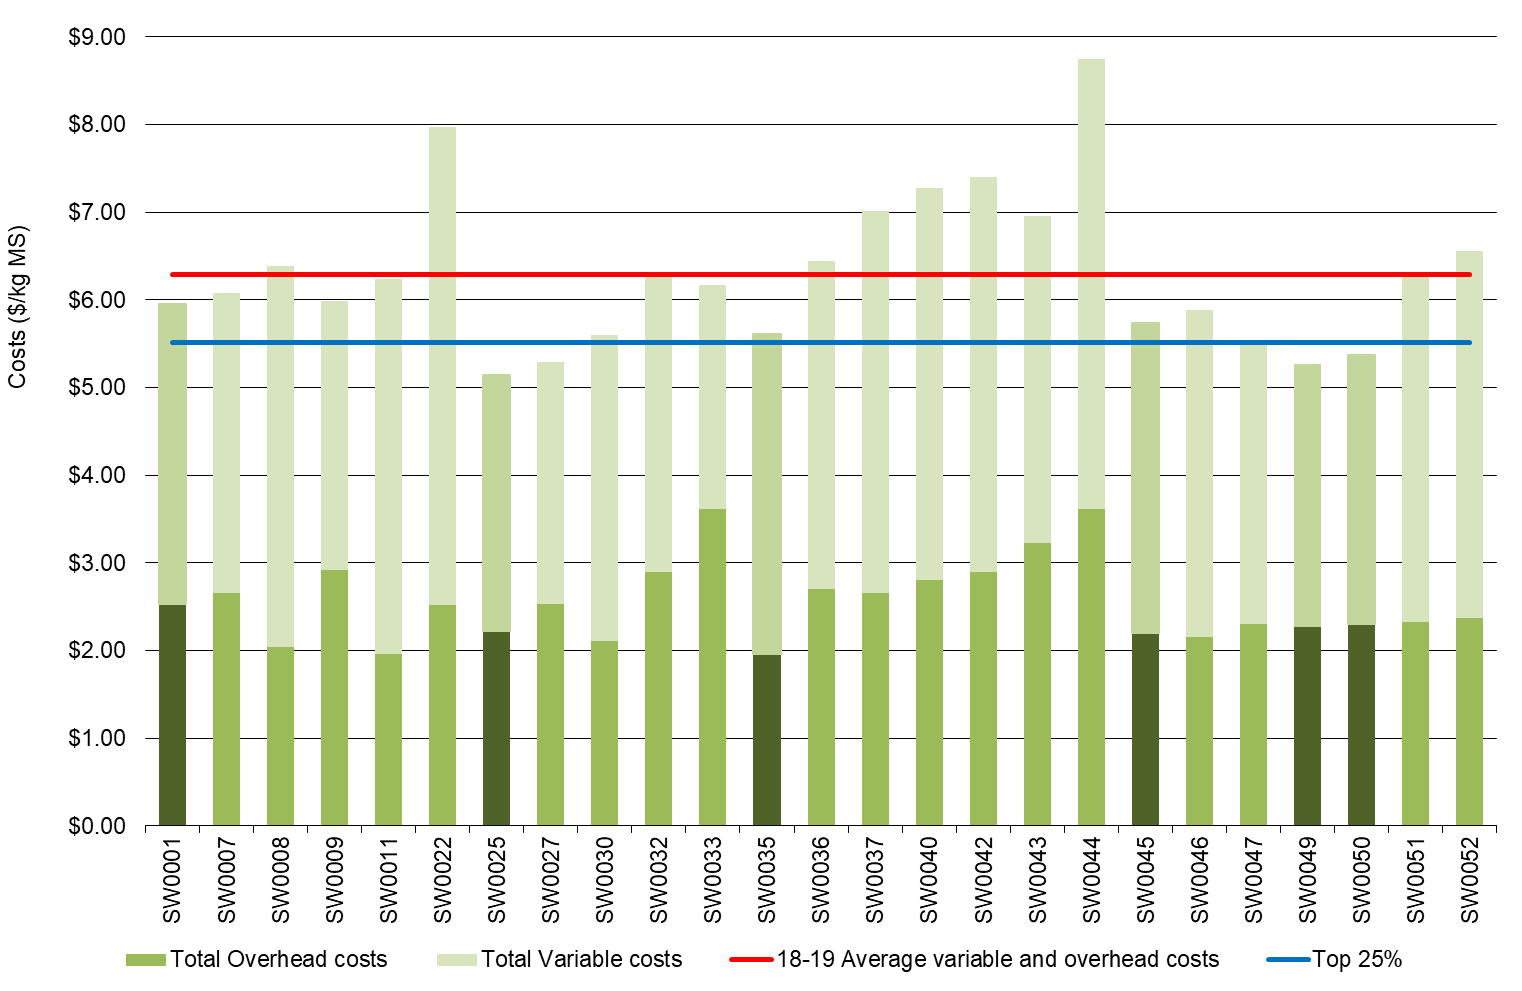 $9.00
$8.00
$7.00
$6.00
$5.00
$4.00
$3.00
$2.00
$1.00
$0.00
Costs ($/kg MS)
SW0001
SW0007
SW0008
SW0009
SW0011
SW0022
SW0025
SW0027
SW0030
SW0032
SW0033
SW0035
SW0036
SW0037
SW0040
SW0042
SW0043
SW0044
SW0045
SW0046
SW0047
SW0049
SW0050
SW0051
SW0052
Total Overhead costs
Total Variable costs
18-19 Average variable and overhead costs
Top 25%